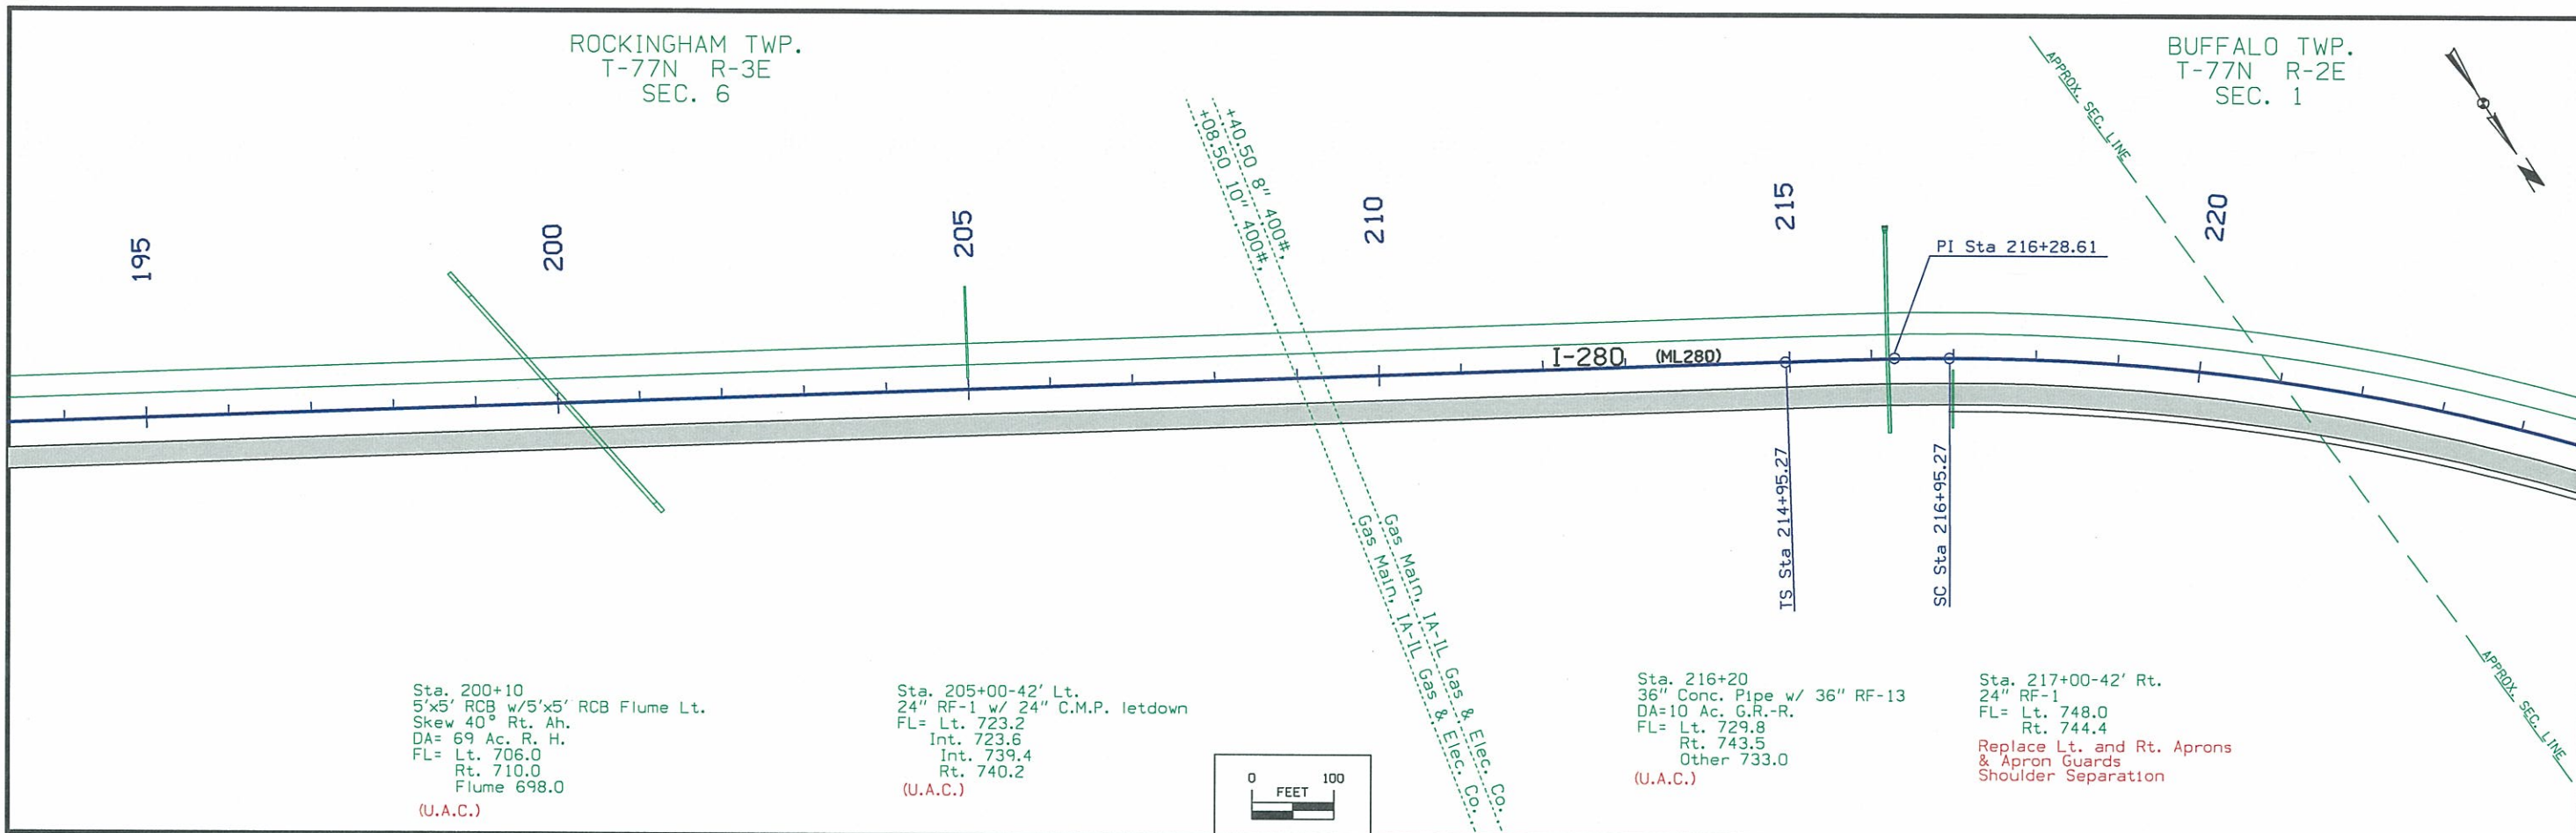 ROCKINGHAM TWP.
T-77N R-3E
SEC. 6
BUFFALO TWP.
T-77N R-2E
SEC. 1
APPROX. SEC. LINE
195
200
205
210
215
220
+40.50 8" 400#,
+08.50 10" 400#,
PI Sta 216+28.61
I-280 (ML280)
TS Sta 214+95.27
SC Sta 216+95.27
Gas Main, IA-IL Gas & Elec. Co.
Gas Main, IA-IL Gas & Elec. Co.
APPROX. SEC. LINE
Sta. 200+10
5'x5' RCB w/5'x5' RCB Flume Lt.
Skew 40° Rt. Ah.
DA= 69 Ac. R. H.
FL= Lt. 706.0
Rt. 710.0
Flume 698.0
(U.A.C.)
Sta. 205+00-42' Lt.
24" RF-1 w/ 24" C.M.P. letdown
FL= Lt. 723.2
Int. 723.6
Int. 739.4
Rt. 740.2
(U.A.C.)
0 100
FEET
Sta. 216+20
36" Conc. Pipe w/ 36" RF-13
DA=10 Ac. G.R.-R.
FL= Lt. 729.8
Rt. 743.5
Other 733.0
(U.A.C.)
Sta. 217+00-42' Rt.
24" RF-1
FL= Lt. 748.0
Rt. 744.4
Replace Lt. and Rt. Aprons
& Apron Guards
Shoulder Separation